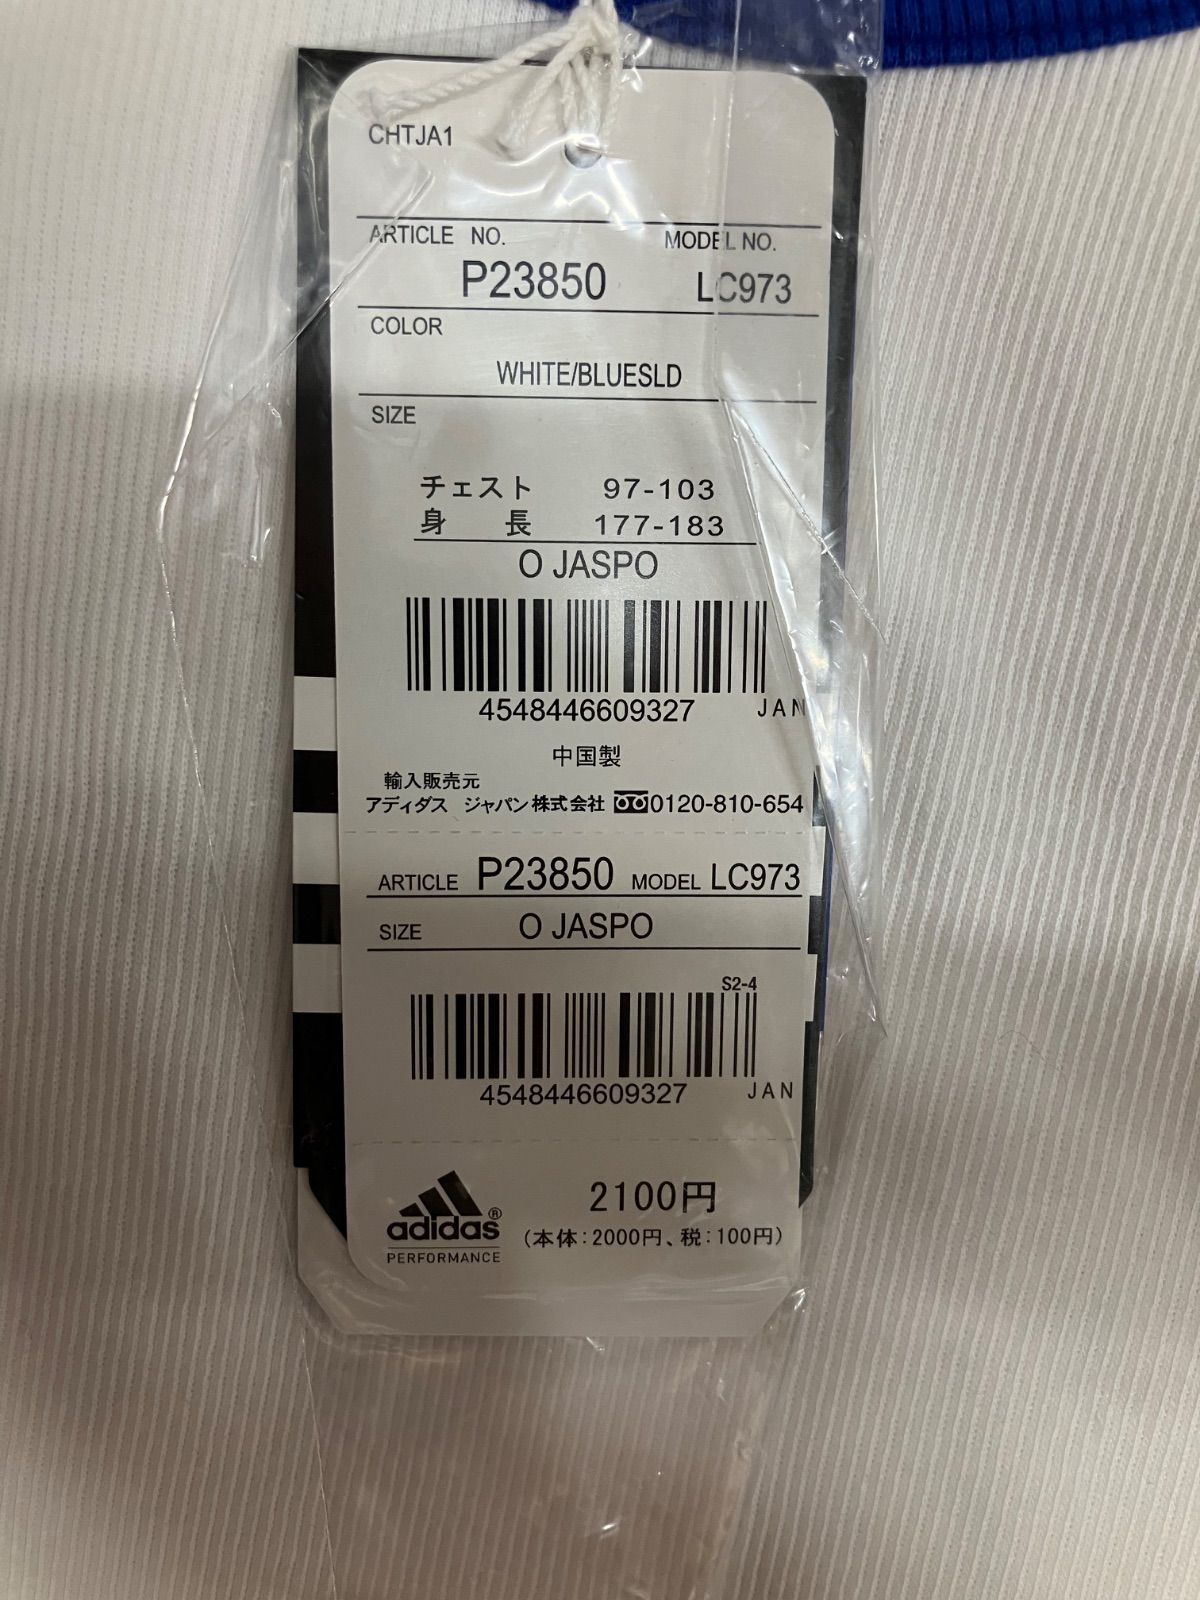 CHTJA1
ARTICLE NO. MODEL NO.
P23850 LC973
COLOR
WHITE/BLUESLD
SIZE
チェスト 97-103
身 長 177-183
O JASPO
4548446609327 JAN
中国製
輸入販売元
アディダス ジャパン株式会社 0120-810-654
ARTICLE P23850 MODEL LC973
SIZE O JASPO
S2-4
4548446609327 JAN
adidas®
PERFORMANCE
2100円
(本体:2000円、税:100円)